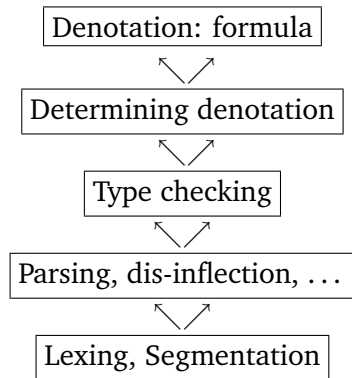 Denotation: formula
Determining denotation
Type checking
Parsing, dis-inflection, ...
Lexing, Segmentation